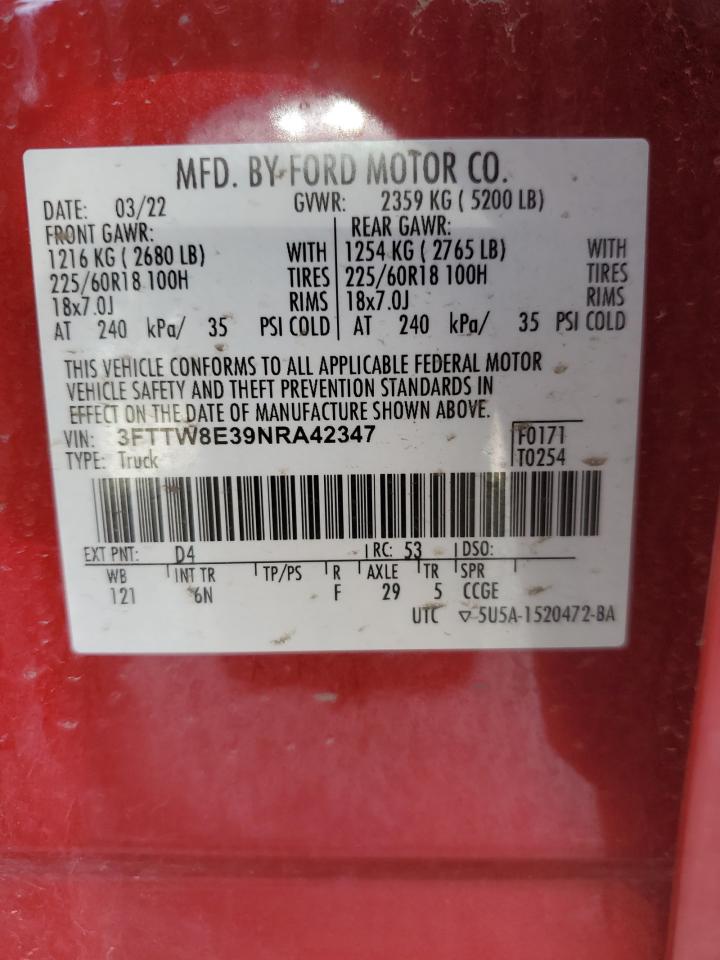 MFD. BY FORD MOTOR CO.
DATE: 03/22 GVWR: 2359 KG ( 5200 LB)
FRONT GAWR: REAR GAWR:
1216 KG ( 2680 LB) WITH 1254 KG ( 2765 LB) WITH
225/60R18 100H TIRES 225/60R18 100H TIRES
18x7.0J RIMS 18x7.0J RIMS
AT 240 kPa/ 35 PSI COLD AT 240 kPa/ 35 PSI COLD
THIS VEHICLE CONFORMS TO ALL APPLICABLE FEDERAL MOTOR
VEHICLE SAFETY AND THEFT PREVENTION STANDARDS IN
EFFECT ON THE DATE OF MANUFACTURE SHOWN ABOVE.
VIN: 3FTTW8E39NRA42347 F0171
TYPE: Truck T0254
EXT PNT: D4 RC: 53 DSO:
WB INT TR TP/PS R AXLE TR SPR
121 6N F 29 5 CCGE
UTC ▽ 5U5A-1520472-BA